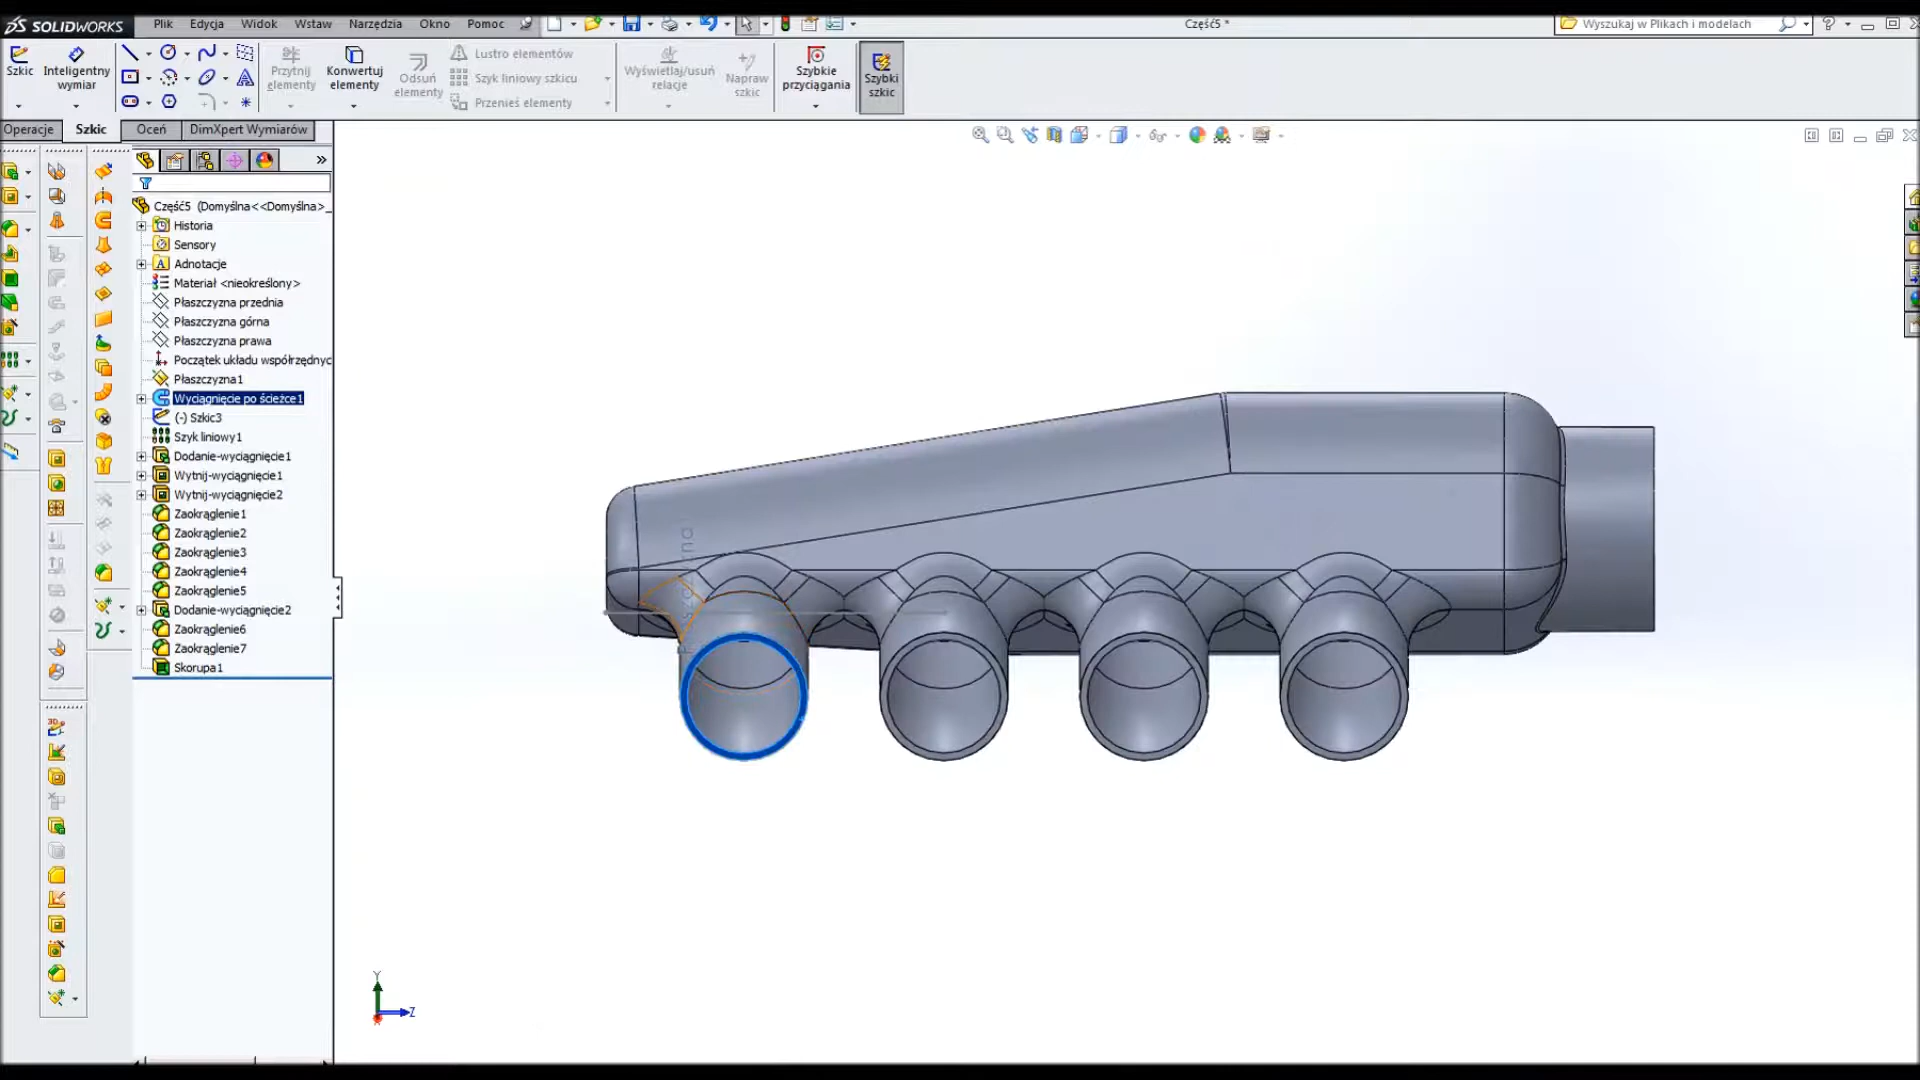 SOLIDWORKS
Plik Edycja Widok Wstaw Narzędzia Okno Pomoc
Część5 *
Wyszukaj w Plikach i modelach
Szkic
Inteligentny wymiar
Przytnij elementy
Konwertuj elementy
Odsuń elementy
Lustro elementów
Szyk liniowy szkicu
Przenieś elementy
Wyświetlaj/usuń relacje
Napraw szkic
Szybkie przyciągania
Szybki szkic
Operacje Szkic Oceń DimXpert Wymiarów
Część5 (Domyślna<<Domyślna>_
Historia
Sensory
Adnotacje
Materiał <nieokreślony>
Płaszczyzna przednia
Płaszczyzna górna
Płaszczyzna prawa
Początek układu współrzędnyc
Płaszczyzna1
Wyciągnięcie po ścieżce1
(-) Szkic3
Szyk liniowy1
Dodanie-wyciągnięcie1
Wytnij-wyciągnięcie1
Wytnij-wyciągnięcie2
Zaokrąglenie1
Zaokrąglenie2
Zaokrąglenie3
Zaokrąglenie4
Zaokrąglenie5
Dodanie-wyciągnięcie2
Zaokrąglenie6
Zaokrąglenie7
Skorupa1
Y
Z